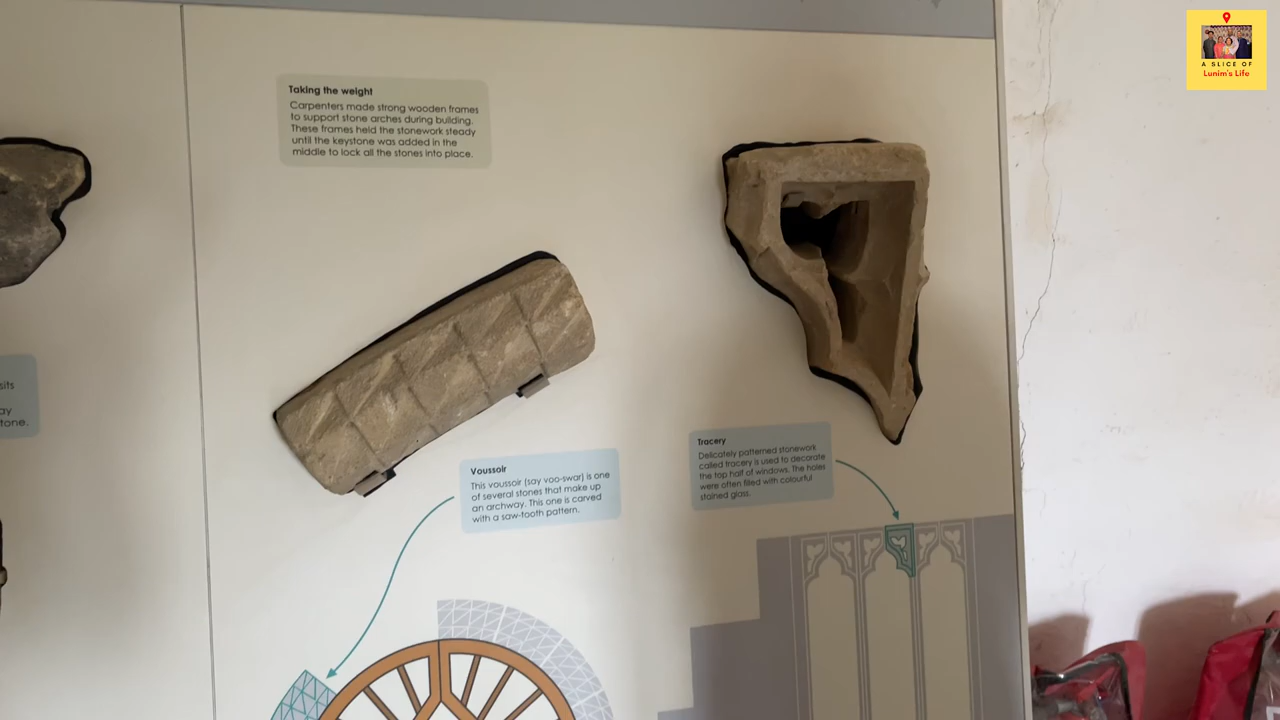 Taking the weight
Carpenters made strong wooden frames
to support stone arches during building.
These frames held the stonework steady
until the keystone was added in the
middle to lock all the stones into place.
sits
ay
tone.
Voussoir
This voussoir (say voo-swar) is one
of several stones that make up
an archway. This one is carved
with a saw-tooth pattern.
Tracery
Delicately patterned stonework
called tracery is used to decorate
the top half of windows. The holes
were often filled with colourful
stained glass.
A SLICE OF
Lunim's Life